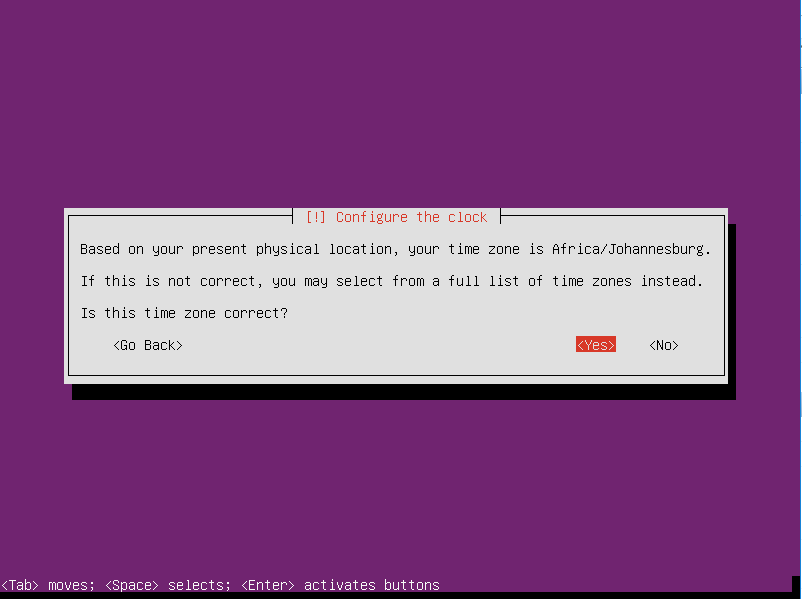 [!] Configure the clock
Based on your present physical location, your time zone is Africa/Johannesburg.
If this is not correct, you may select from a full list of time zones instead.
Is this time zone correct?
<Go Back> <Yes> <No>
<Tab> moves; <Space> selects; <Enter> activates buttons